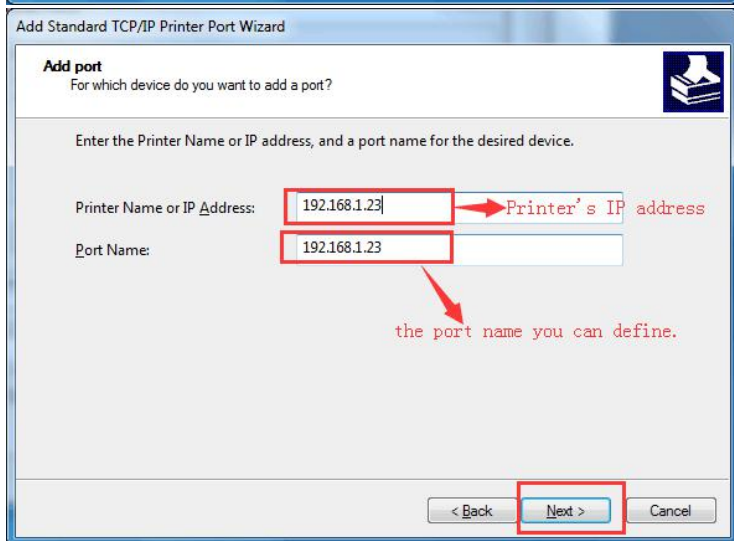 Add Standard TCP/IP Printer Port Wizard
Add port
For which device do you want to add a port?
Enter the Printer Name or IP address, and a port name for the desired device.
Printer Name or IP Address: 192.168.1.23 Printer's IP address
Port Name: 192.168.1.23
the port name you can define.
< Back Next > Cancel